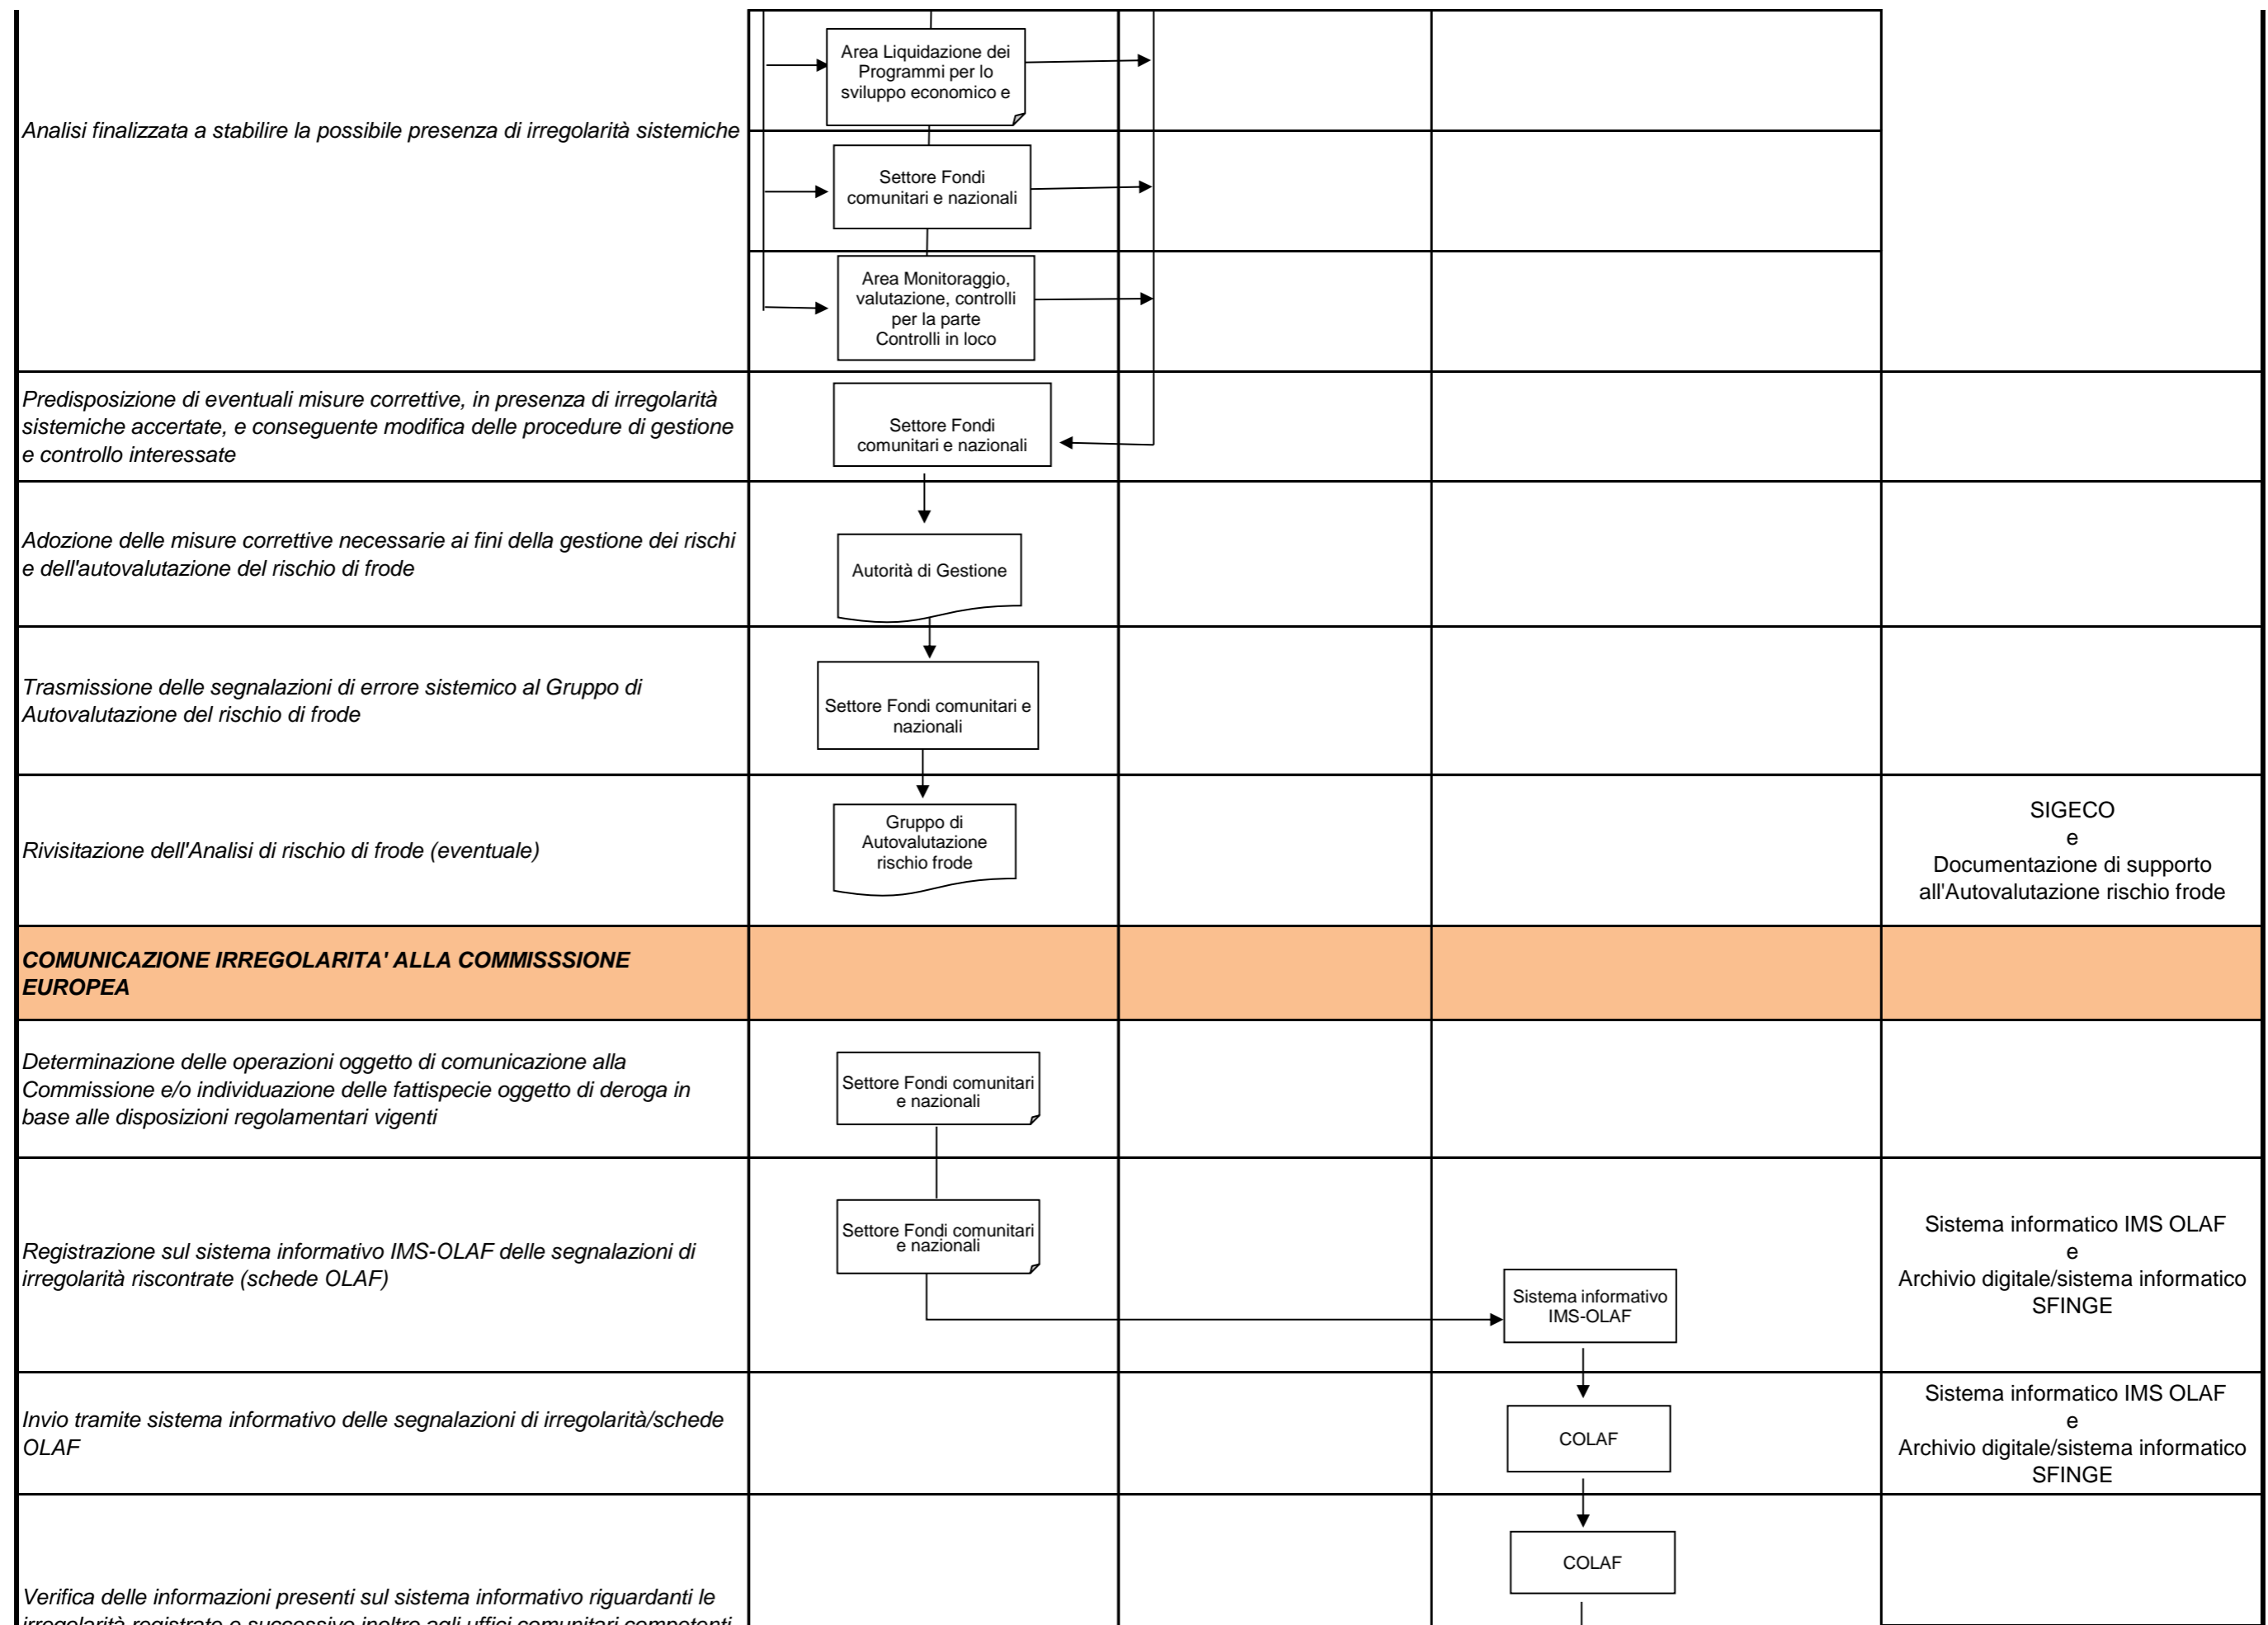 Area Liquidazione dei
Programmi per lo
sviluppo economico e
Analisi finalizzata a stabilire la possibile presenza di irregolarità sistemiche
Settore Fondi
comunitari e nazionali
Area Monitoraggio,
valutazione, controlli
per la parte
Controlli in loco
Predisposizione di eventuali misure correttive, in presenza di irregolarità
sistemiche accertate, e conseguente modifica delle procedure di gestione
e controllo interessate
Settore Fondi
comunitari e nazionali
Adozione delle misure correttive necessarie ai fini della gestione dei rischi
e dell'autovalutazione del rischio di frode
Autorità di Gestione
Trasmissione delle segnalazioni di errore sistemico al Gruppo di
Autovalutazione del rischio di frode
Settore Fondi comunitari e
nazionali
Rivisitazione dell'Analisi di rischio di frode (eventuale)
Gruppo di
Autovalutazione
rischio frode
SIGECO
e
Documentazione di supporto
all'Autovalutazione rischio frode
COMUNICAZIONE IRREGOLARITA' ALLA COMMISSSIONE
EUROPEA
Determinazione delle operazioni oggetto di comunicazione alla
Commissione e/o individuazione delle fattispecie oggetto di deroga in
base alle disposizioni regolamentari vigenti
Settore Fondi comunitari
e nazionali
Registrazione sul sistema informativo IMS-OLAF delle segnalazioni di
irregolarità riscontrate (schede OLAF)
Settore Fondi comunitari
e nazionali
Sistema informativo
IMS-OLAF
Sistema informatico IMS OLAF
e
Archivio digitale/sistema informatico
SFINGE
Invio tramite sistema informativo delle segnalazioni di irregolarità/schede
OLAF
COLAF
Sistema informatico IMS OLAF
e
Archivio digitale/sistema informatico
SFINGE
COLAF
Verifica delle informazioni presenti sul sistema informativo riguardanti le
irregolarità registrate e successivo inoltro agli uffici comunitari competenti